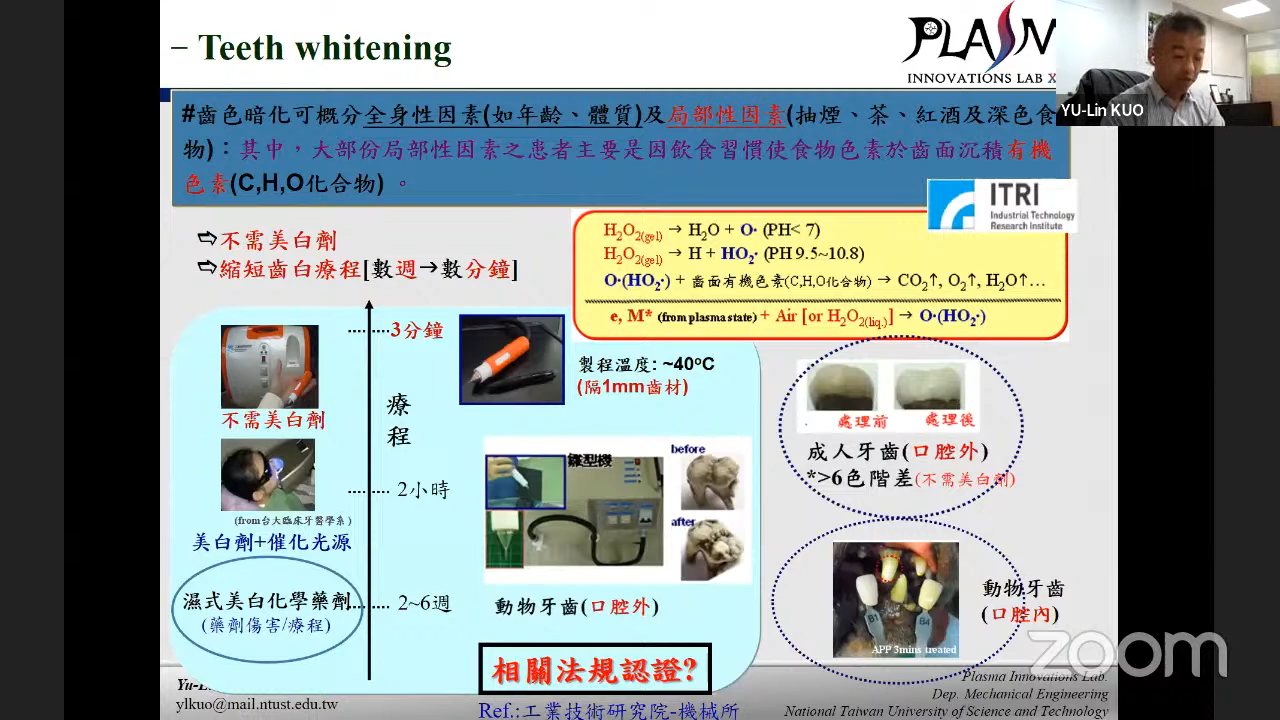 – Teeth whitening
PLASM
INNOVATIONS LAB X
YU-Lin KUO
#齒色暗化可概分全身性因素(如年齡、體質)及局部性因素(抽煙、茶、紅酒及深色食
物)：其中，大部份局部性因素之患者主要是因飲食習慣使食物色素於齒面沉積有機
色素(C,H,O化合物) 。
ITRI
Industrial Technology
Research Institute
⇨不需美白劑
⇨縮短齒白療程[數週→數分鐘]
H2O2(gel) → H2O + O· (PH< 7)
H2O2(gel) → H + HO2· (PH 9.5~10.8)
O·(HO2·) + 齒面有機色素(C,H,O化合物) → CO2↑, O2↑, H2O↑…
e, M* (from plasma state) + Air [or H2O2(liq.)] → O·(HO2·)
3分鐘
製程溫度: ~40°C
(隔1mm齒材)
不需美白劑
療
程
2小時
(from台大臨床牙醫學系)
美白劑+催化光源
濕式美白化學藥劑
(藥劑傷害/療程)
2~6週
雛型機
before
after
動物牙齒(口腔外)
處理前
處理後
成人牙齒(口腔外)
*>6色階差(不需美白劑)
B1
B4
APP 3mins treated
動物牙齒
(口腔內)
相關法規認證?
Ref.:工業技術研究院-機械所
zoom
ylkuo@mail.ntust.edu.tw
Plasma Innovations Lab.
Dep. Mechanical Engineering
National Taiwan University of Science and Technology